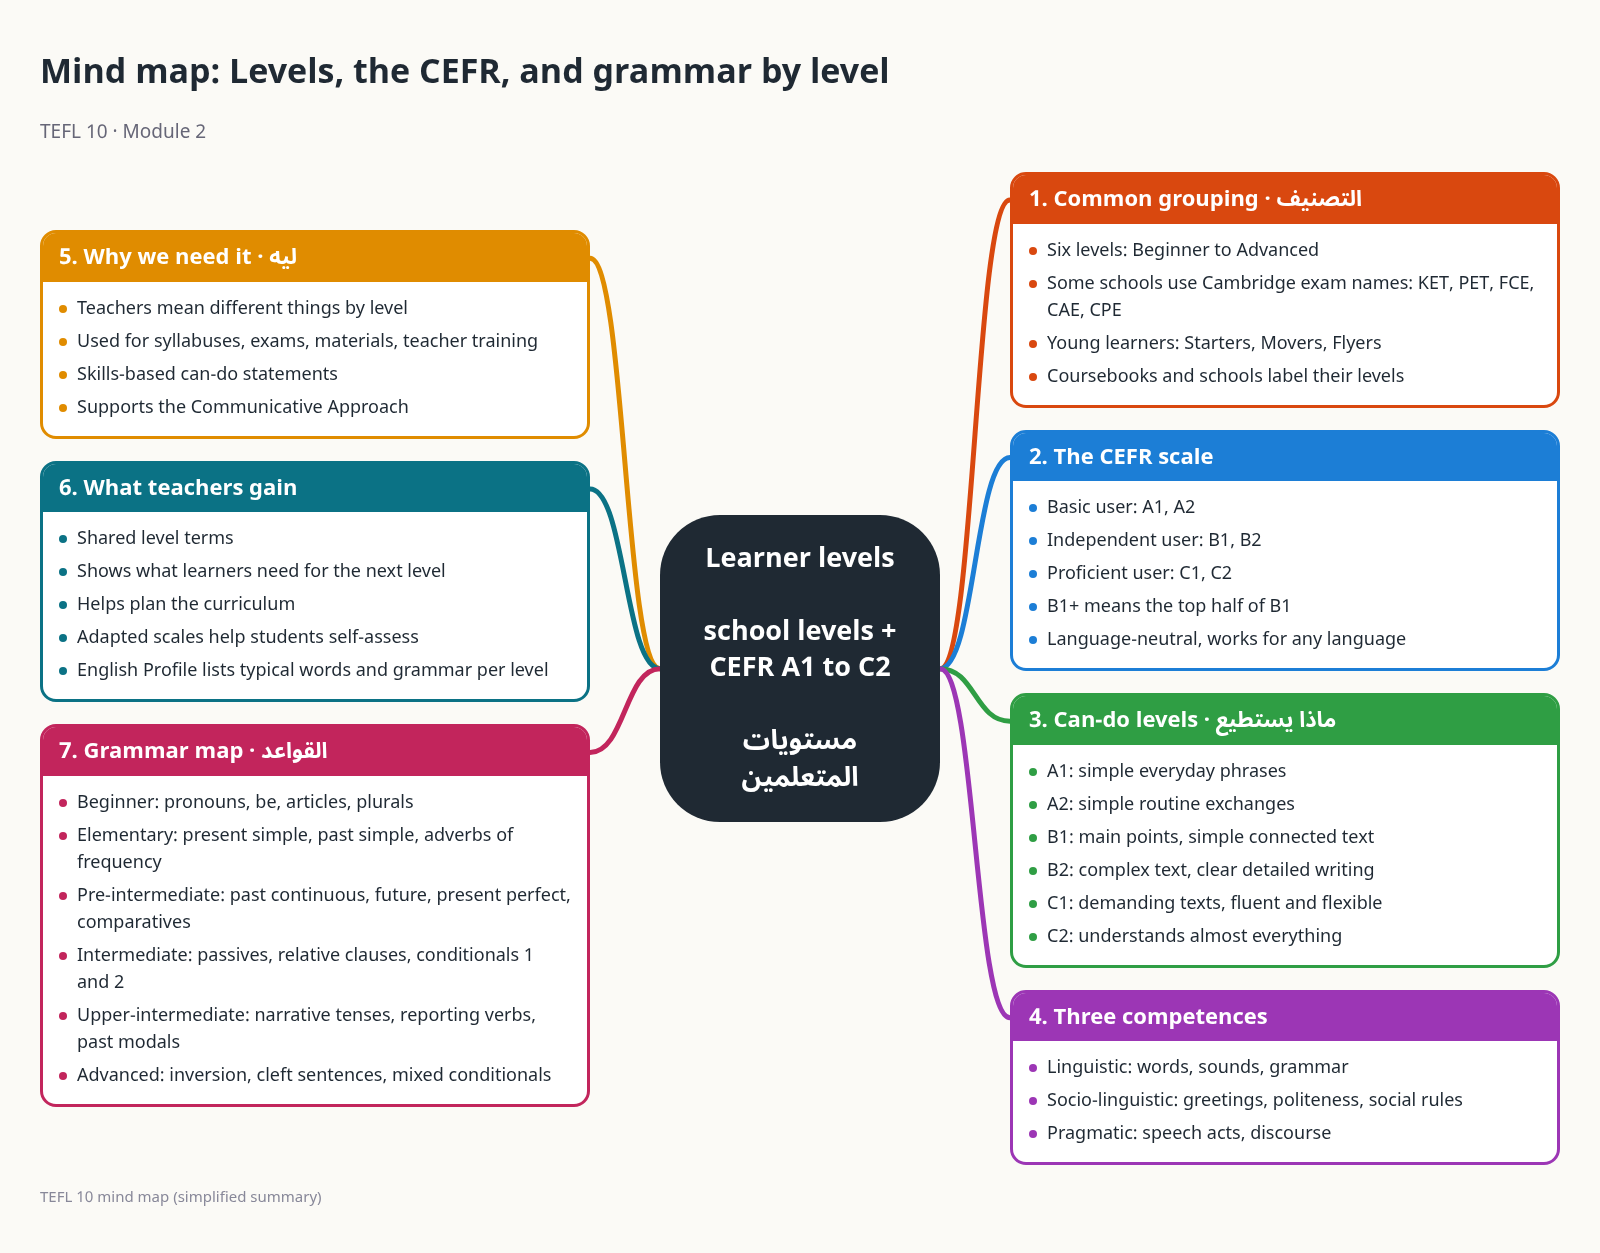 Mind map: Levels, the CEFR, and grammar by level
TEFL 10 · Module 2
1. Common grouping · التصنيف
Six levels: Beginner to Advanced
Some schools use Cambridge exam names: KET, PET, FCE,
CAE, CPE
Young learners: Starters, Movers, Flyers
Coursebooks and schools label their levels
2. The CEFR scale
Basic user: A1, A2
Independent user: B1, B2
Proficient user: C1, C2
B1+ means the top half of B1
Language-neutral, works for any language
3. Can-do levels · ماذا يستطيع
A1: simple everyday phrases
A2: simple routine exchanges
B1: main points, simple connected text
B2: complex text, clear detailed writing
C1: demanding texts, fluent and flexible
C2: understands almost everything
4. Three competences
Linguistic: words, sounds, grammar
Socio-linguistic: greetings, politeness, social rules
Pragmatic: speech acts, discourse
5. Why we need it · ليه
Teachers mean different things by level
Used for syllabuses, exams, materials, teacher training
Skills-based can-do statements
Supports the Communicative Approach
6. What teachers gain
Shared level terms
Shows what learners need for the next level
Helps plan the curriculum
Adapted scales help students self-assess
English Profile lists typical words and grammar per level
7. Grammar map · القواعد
Beginner: pronouns, be, articles, plurals
Elementary: present simple, past simple, adverbs of
frequency
Pre-intermediate: past continuous, future, present perfect,
comparatives
Intermediate: passives, relative clauses, conditionals 1
and 2
Upper-intermediate: narrative tenses, reporting verbs,
past modals
Advanced: inversion, cleft sentences, mixed conditionals
Learner levels
school levels +
CEFR A1 to C2
مستويات
المتعلمين
TEFL 10 mind map (simplified summary)